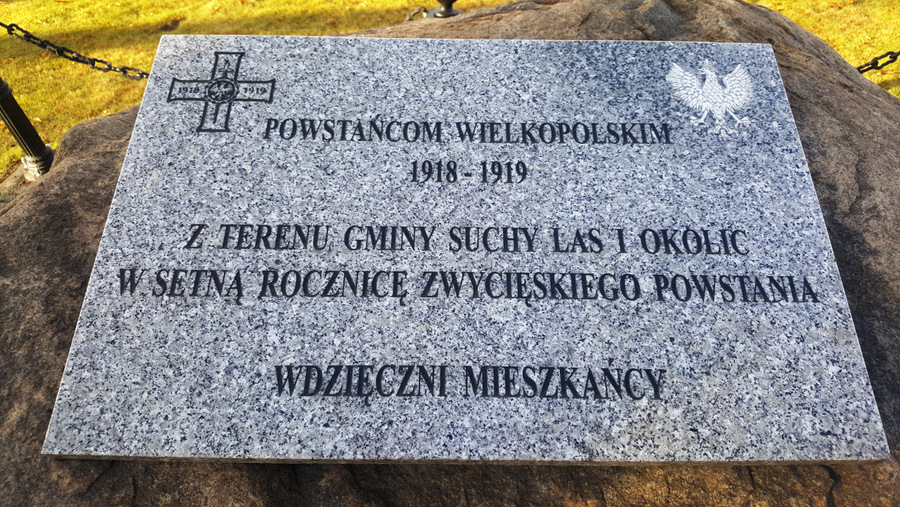 1918 1919
POWSTAŃCOM WIELKOPOLSKIM
1918 - 1919
Z TERENU GMINY SUCHY LAS I OKOLIC
W SETNĄ ROCZNICĘ ZWYCIĘSKIEGO POWSTANIA
WDZIĘCZNI MIESZKAŃCY